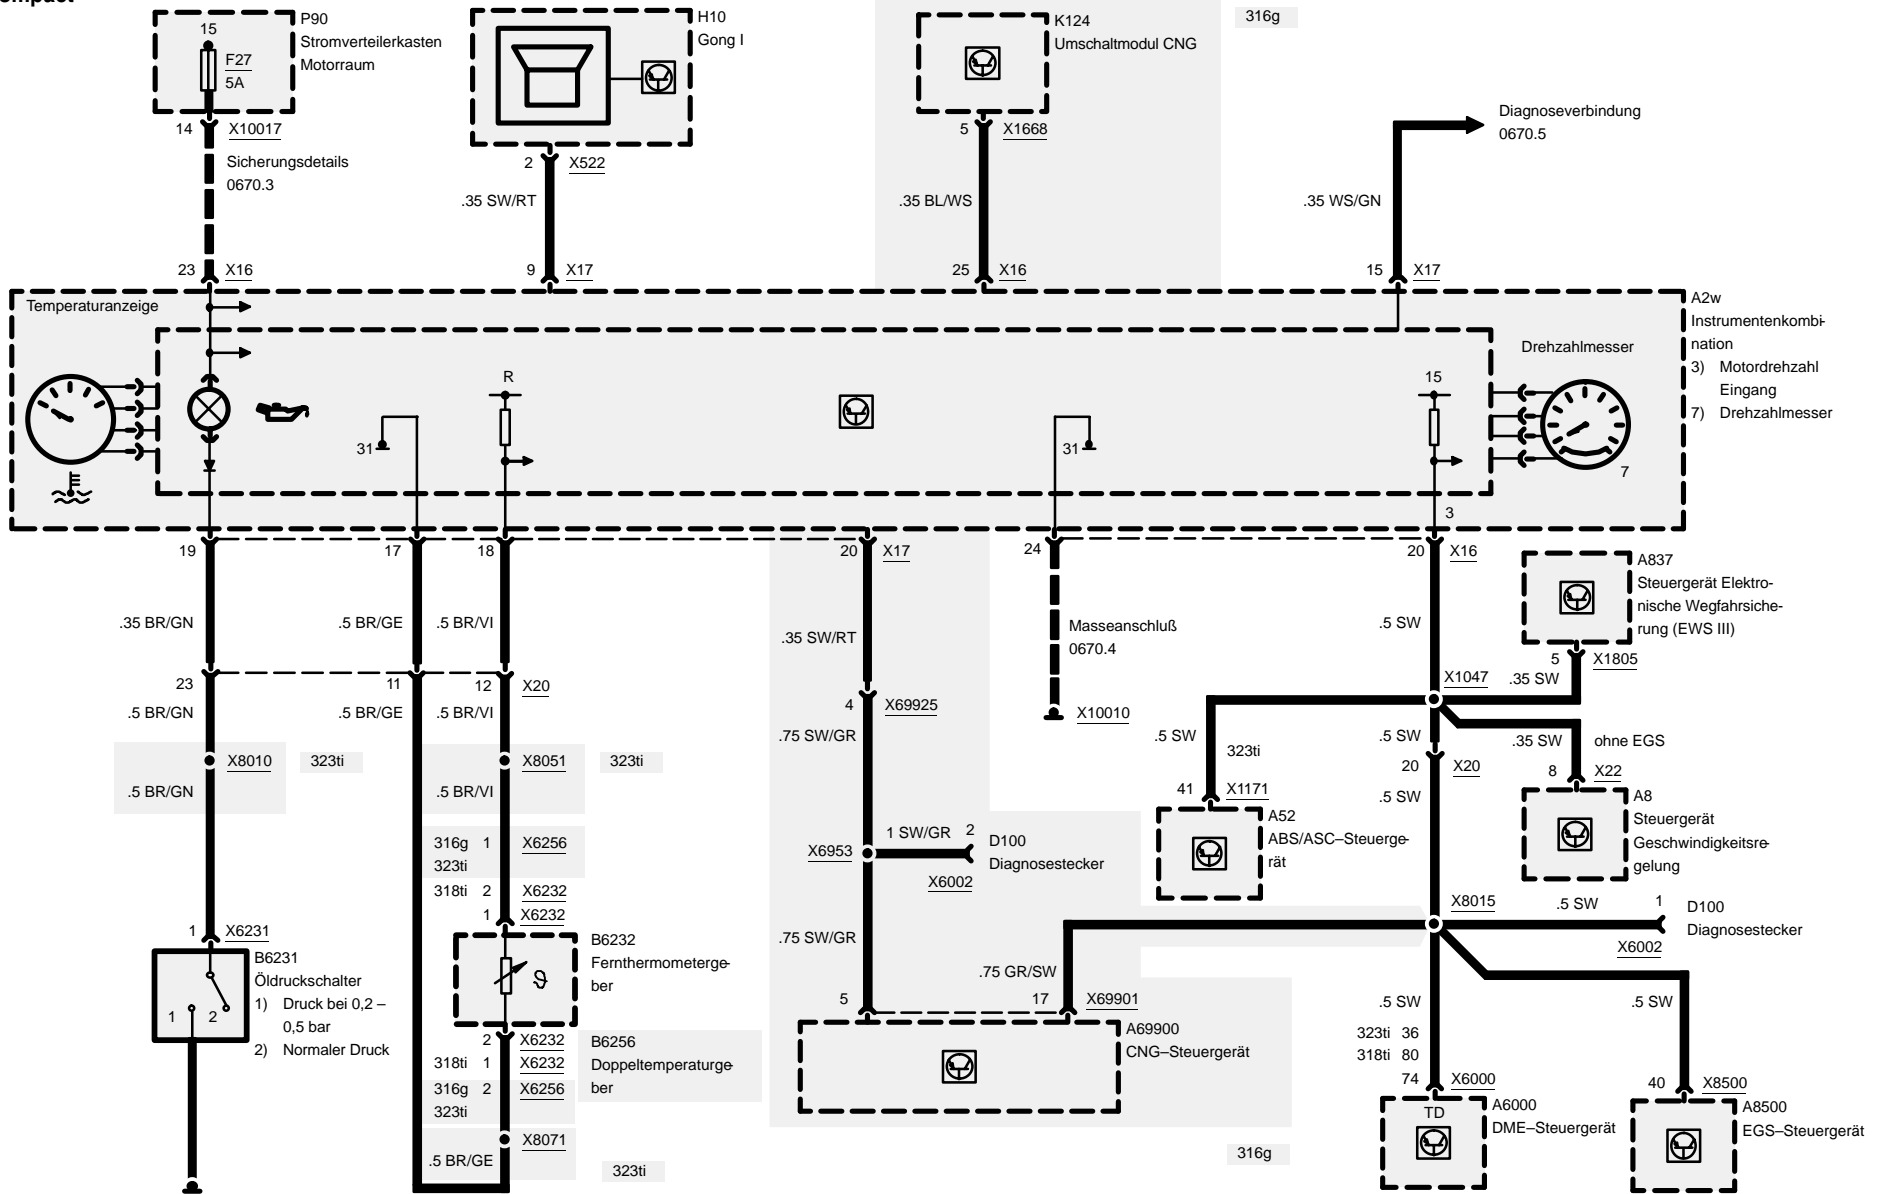 ompact
P90
Stromverteilerkasten
Motorraum
15
F27
5A
14 X10017
Sicherungsdetails
0670.3
23 X16
H10
Gong I
2 X522
.35 SW/RT
9 X17
K124
Umschaltmodul CNG
316g
5 X1668
.35 BL/WS
25 X16
Diagnoseverbindung
0670.5
.35 WS/GN
15 X17
Temperaturanzeige
R
31
31
15
Drehzahlmesser
7
3
A2w
Instrumentenkombi-
nation
3) Motordrehzahl
Eingang
7) Drehzahlmesser
19
17
18
20 X17
24
20 X16
.35 BR/GN
.5 BR/GE
.5 BR/VI
23
11
12 X20
.5 BR/GN
.5 BR/GE
.5 BR/VI
X8010
323ti
X8051
323ti
.5 BR/GN
.5 BR/VI
316g 1 X6256
323ti
318ti 2 X6232
1 X6232
1 X6231
B6231
Öldruckschalter
1) Druck bei 0,2 –
0,5 bar
2) Normaler Druck
1 2
B6232
Fernthermometerge-
ber
ϑ
2 X6232
318ti 1 X6232
316g 2 X6256
323ti
B6256
Doppeltemperaturge-
ber
X8071
.5 BR/GE
323ti
.35 SW/RT
4 X69925
.75 SW/GR
X6953
1 SW/GR 2
X6002
D100
Diagnosestecker
.75 SW/GR
5
17 X69901
.75 GR/SW
A69900
CNG–Steuergerät
316g
Masseanschluß
0670.4
X10010
.5 SW
X1047
A837
Steuergerät Elektro-
nische Wegfahrsiche-
rung (EWS III)
5 X1805
.35 SW
.5 SW
323ti
41 X1171
A52
ABS/ASC–Steuerge-
rät
.5 SW
20 X20
.5 SW
.35 SW
ohne EGS
8 X22
A8
Steuergerät
Geschwindigkeitsre-
gelung
X8015
.5 SW
1
X6002
D100
Diagnosestecker
.5 SW
323ti 36
318ti 80
74 X6000
TD
A6000
DME–Steuergerät
.5 SW
40 X8500
A8500
EGS–Steuergerät